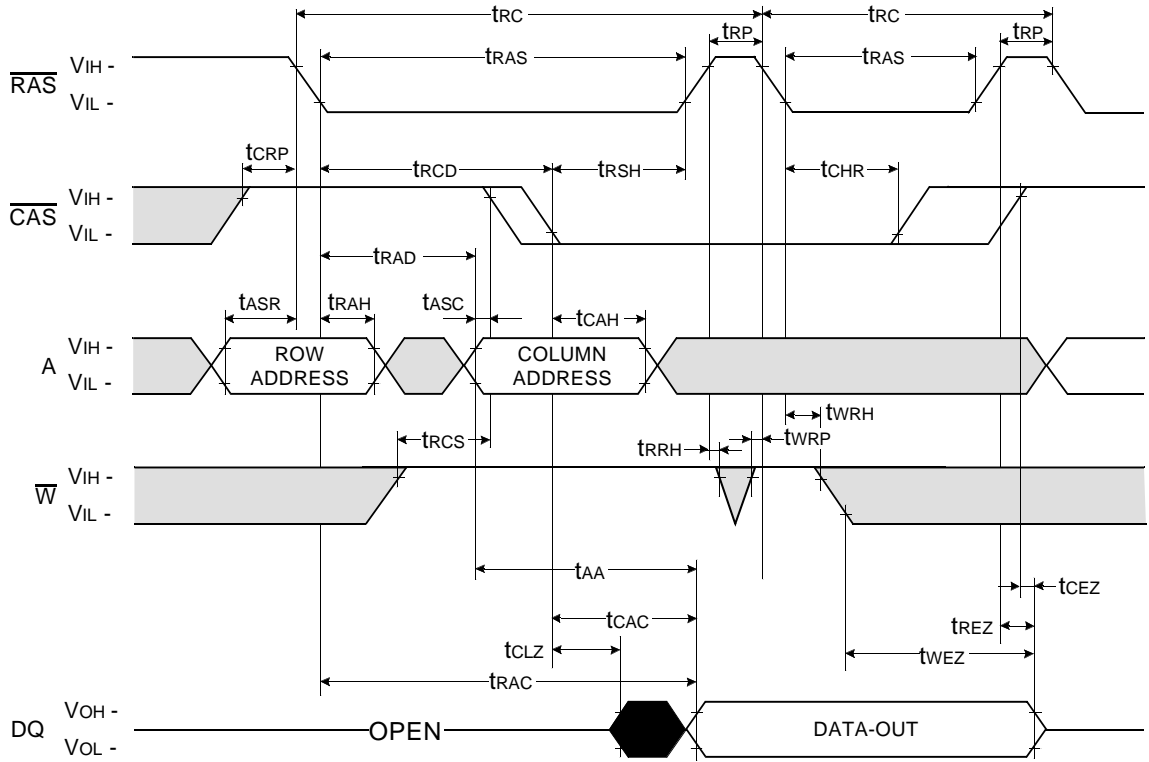 tRC tRC
tRP tRP
tRAS tRAS
RAS VIH -
VIL -
tCRP tRCD tRSH tCHR
CAS VIH -
VIL -
tRAD
tASR tRAH tASC tCAH
A VIH -
VIL -
ROW ADDRESS
COLUMN ADDRESS
tWRH
tRCS tRRH tWRP
W VIH -
VIL -
tAA
tCEZ
tCAC
tREZ
tCLZ
tWEZ
tRAC
DQ VOH -
VOL -
OPEN
DATA-OUT